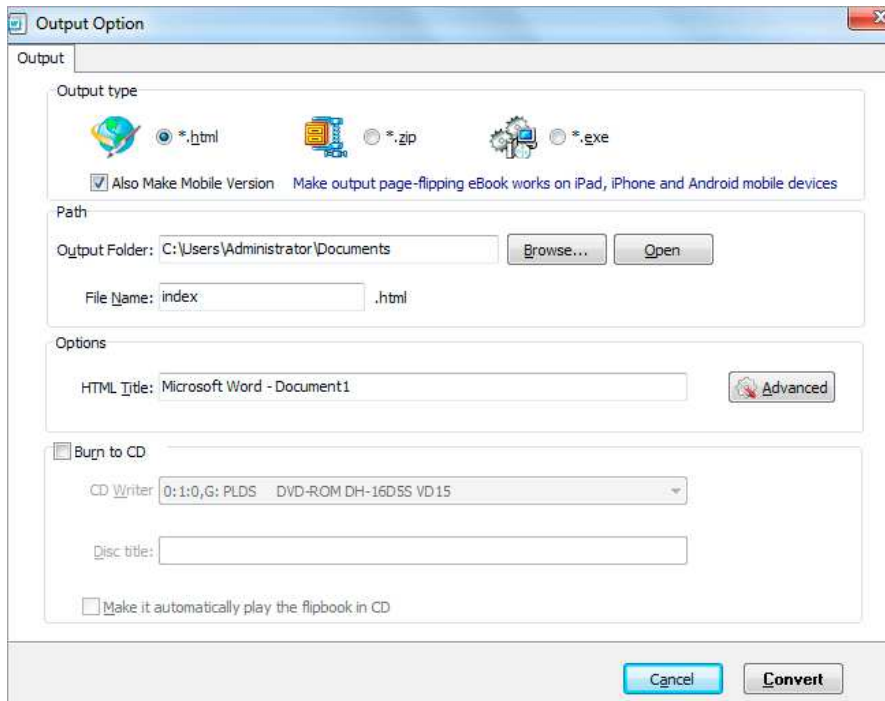 Output Option
Output
Output type
*.html *.zip *.exe
Also Make Mobile Version Make output page-flipping eBook works on iPad, iPhone and Android mobile devices
Path
Output Folder: C:\Users\Administrator\Documents Browse... Open
File Name: index .html
Options
HTML Title: Microsoft Word - Document1 Advanced
Burn to CD
CD Writer 0:1:0,G: PLDS DVD-ROM DH-16D5S VD15
Disc title:
Make it automatically play the flipbook in CD
Cancel Convert